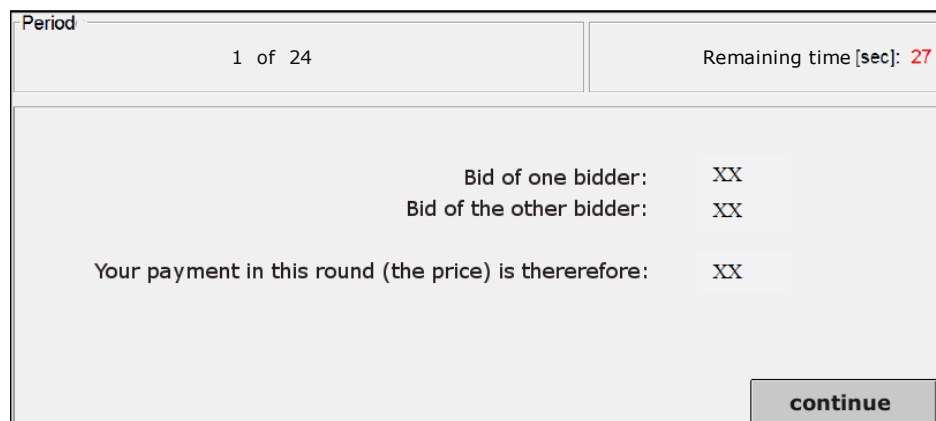 Period
1 of 24
Remaining time [sec]: 27
Bid of one bidder: XX
Bid of the other bidder: XX
Your payment in this round (the price) is thererefore: XX
continue